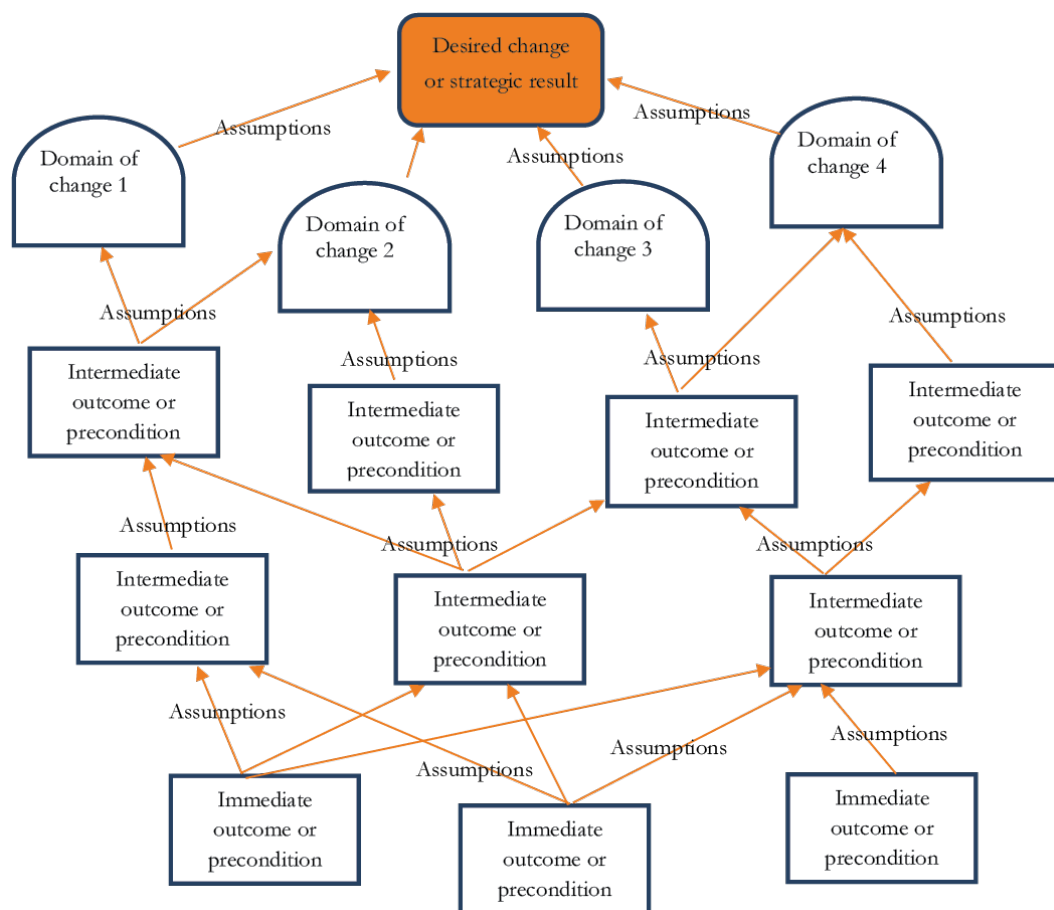 Desired change
or strategic result
Assumptions
Assumptions
Domain of
change 1
Assumptions
Domain of
change 4
Domain of
change 2
Domain of
change 3
Assumptions
Assumptions
Assumptions
Assumptions
Intermediate
outcome or
precondition
Intermediate
outcome or
precondition
Intermediate
outcome or
precondition
Intermediate
outcome or
precondition
Assumptions
Assumptions
Assumptions
Intermediate
outcome or
precondition
Intermediate
outcome or
precondition
Intermediate
outcome or
precondition
Assumptions
Assumptions
Assumptions
Assumptions
Immediate
outcome or
precondition
Immediate
outcome or
precondition
Immediate
outcome or
precondition